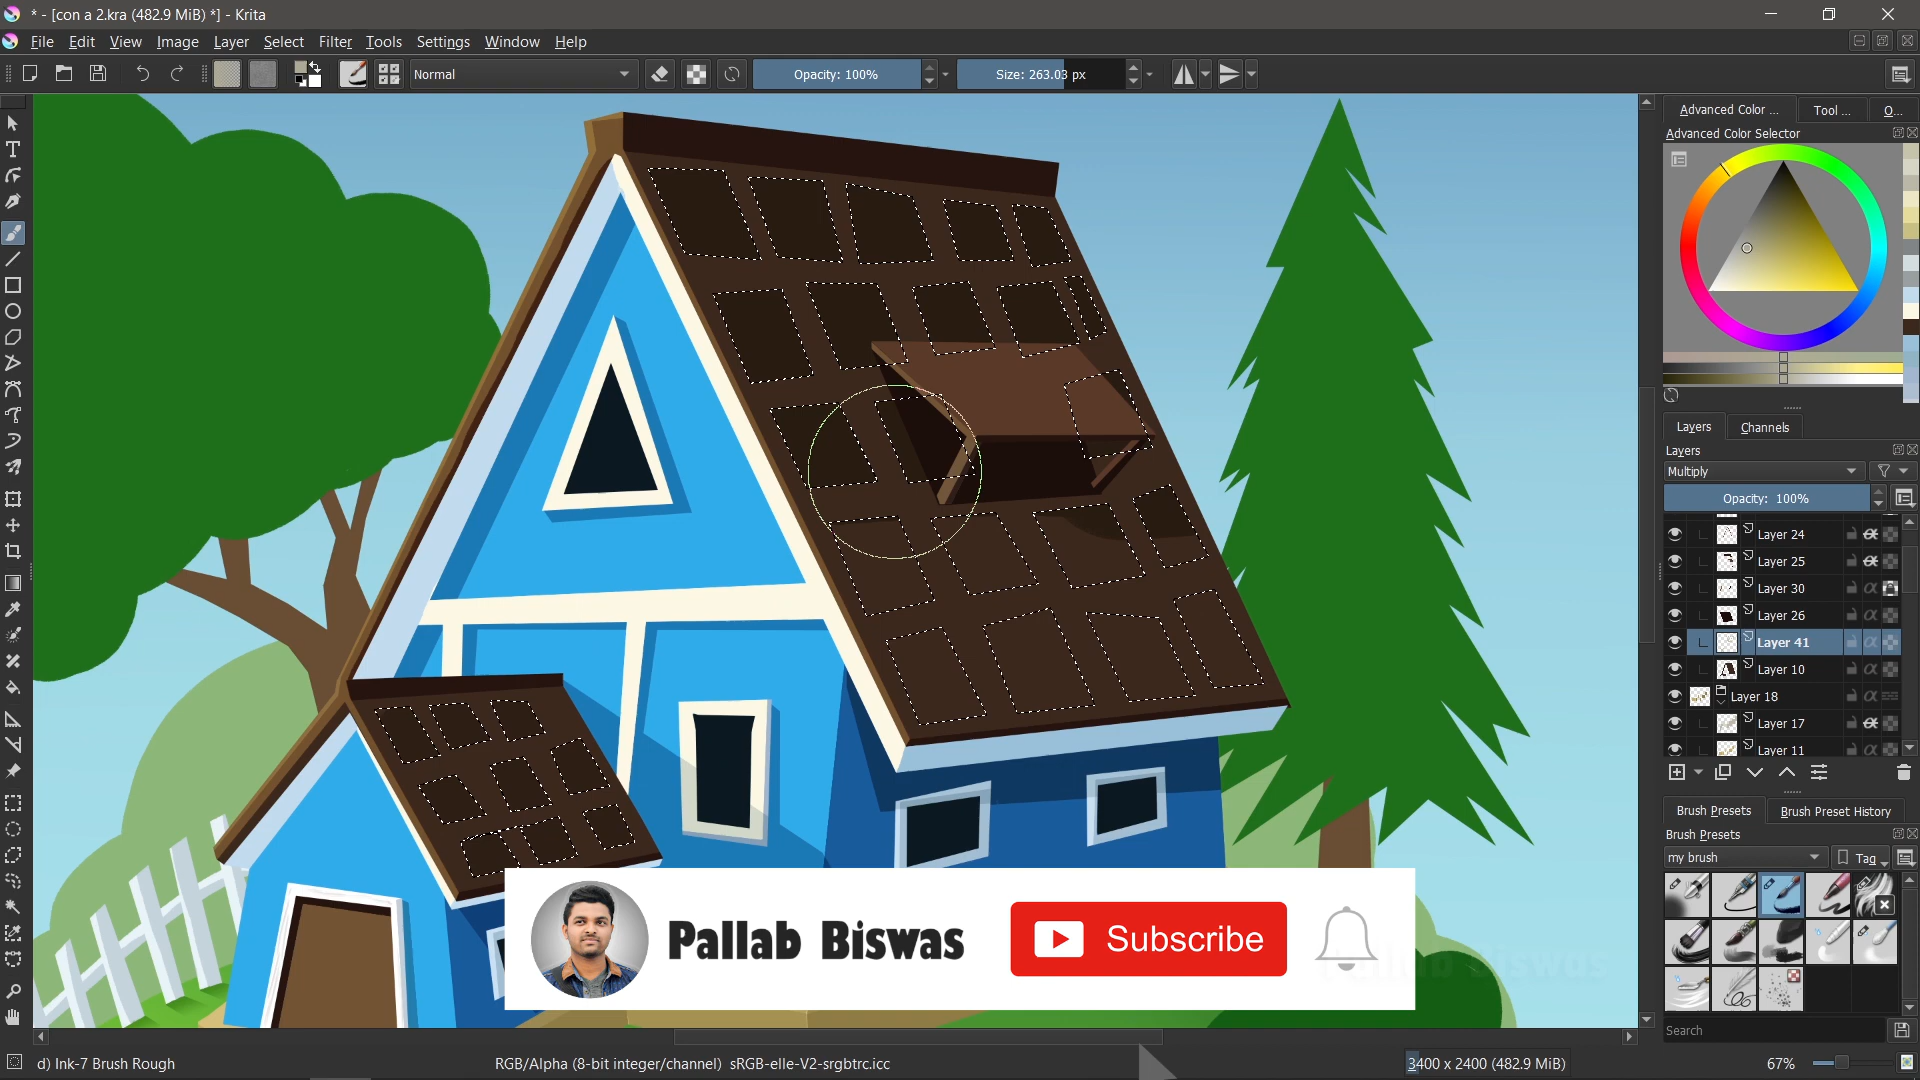 * - [con a 2.kra (482.9 MiB) *] - Krita
File Edit View Image Layer Select Filter Tools Settings Window Help
Normal
Opacity: 100%
Size: 263.03 px
Advanced Color ...
Tool ...
O...
Advanced Color Selector
Layers
Channels
Layers
Multiply
Opacity: 100%
Layer 24
Layer 25
Layer 30
Layer 26
Layer 41
Layer 10
Layer 18
Layer 17
Layer 11
Brush Presets
Brush Preset History
Brush Presets
my brush
Tag
Search
Pallab Biswas
Subscribe
d) Ink-7 Brush Rough
RGB/Alpha (8-bit integer/channel) sRGB-elle-V2-srgbtrc.icc
3400 x 2400 (482.9 MiB)
67%